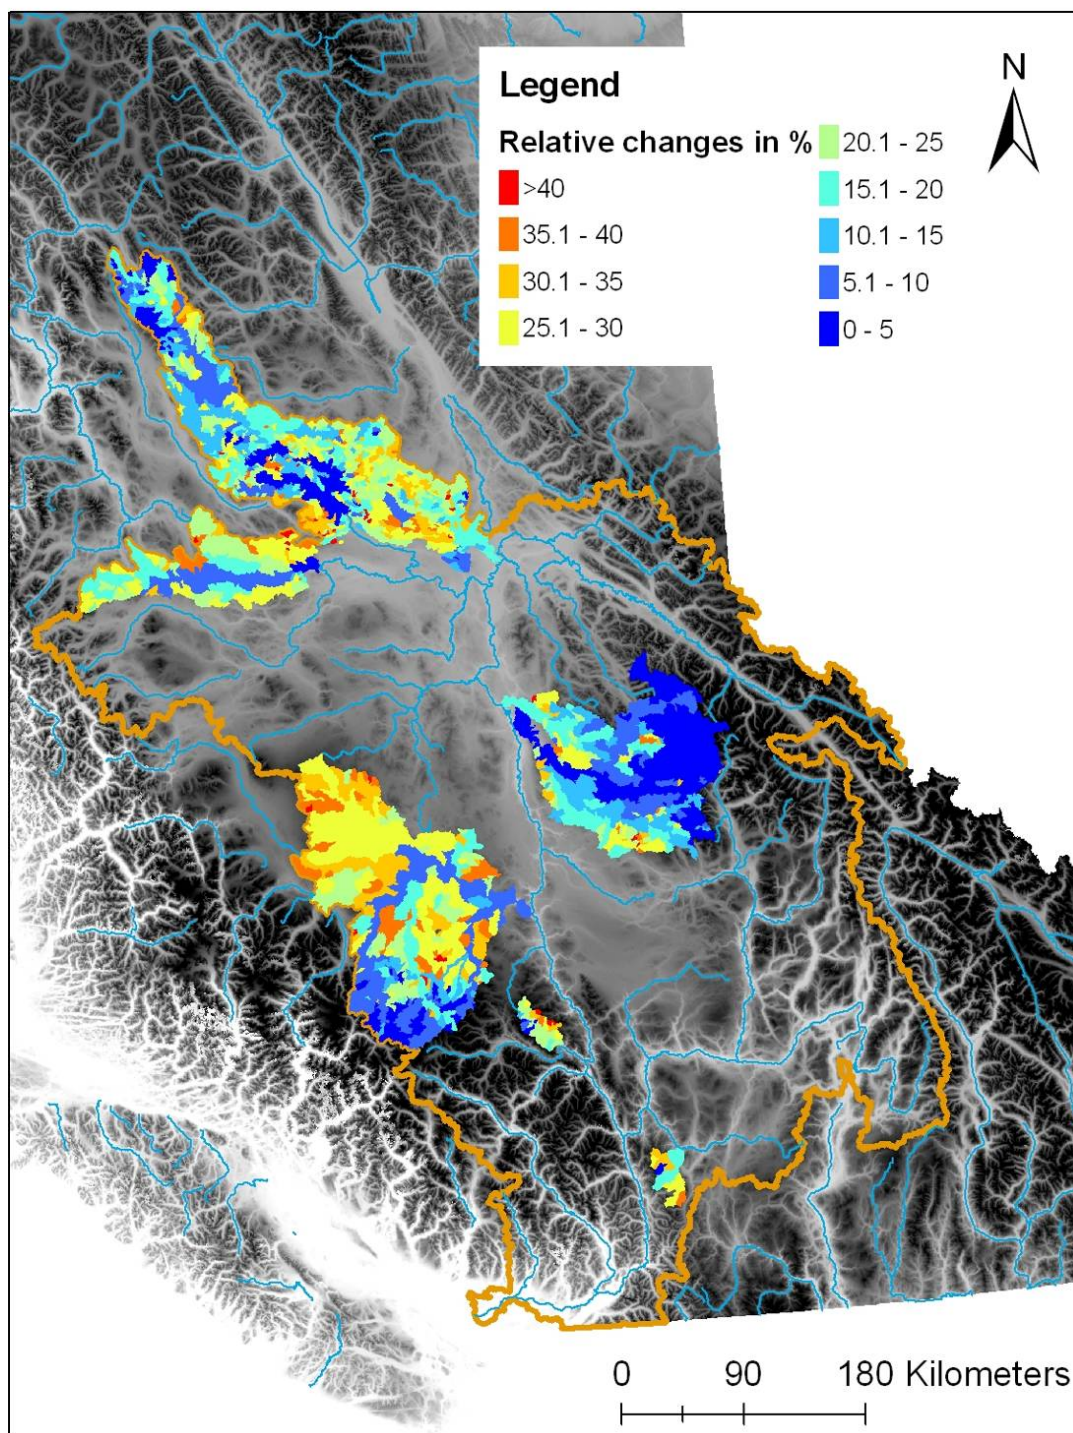 N
Legend
Relative changes in %
>40
35.1 - 40
30.1 - 35
25.1 - 30
20.1 - 25
15.1 - 20
10.1 - 15
5.1 - 10
0 - 5
0 90 180 Kilometers